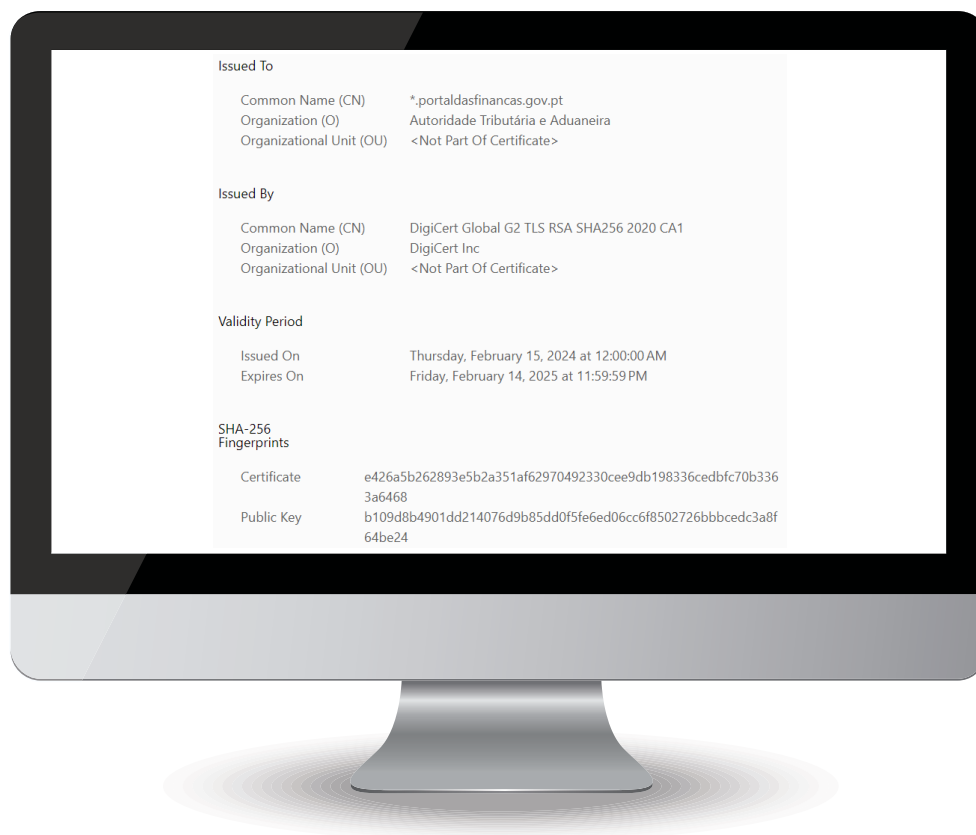 Issued To
Common Name (CN) *.portaldasfinancas.gov.pt
Organization (O) Autoridade Tributária e Aduaneira
Organizational Unit (OU) <Not Part Of Certificate>
Issued By
Common Name (CN) DigiCert Global G2 TLS RSA SHA256 2020 CA1
Organization (O) DigiCert Inc
Organizational Unit (OU) <Not Part Of Certificate>
Validity Period
Issued On Thursday, February 15, 2024 at 12:00:00 AM
Expires On Friday, February 14, 2025 at 11:59:59 PM
SHA-256
Fingerprints
Certificate e426a5b262893e5b2a351af62970492330cee9db198336cedbfc70b336
3a6468
Public Key b109d8b4901dd214076d9b85dd0f5fe6ed06cc6f8502726bbbcedc3a8f
64be24